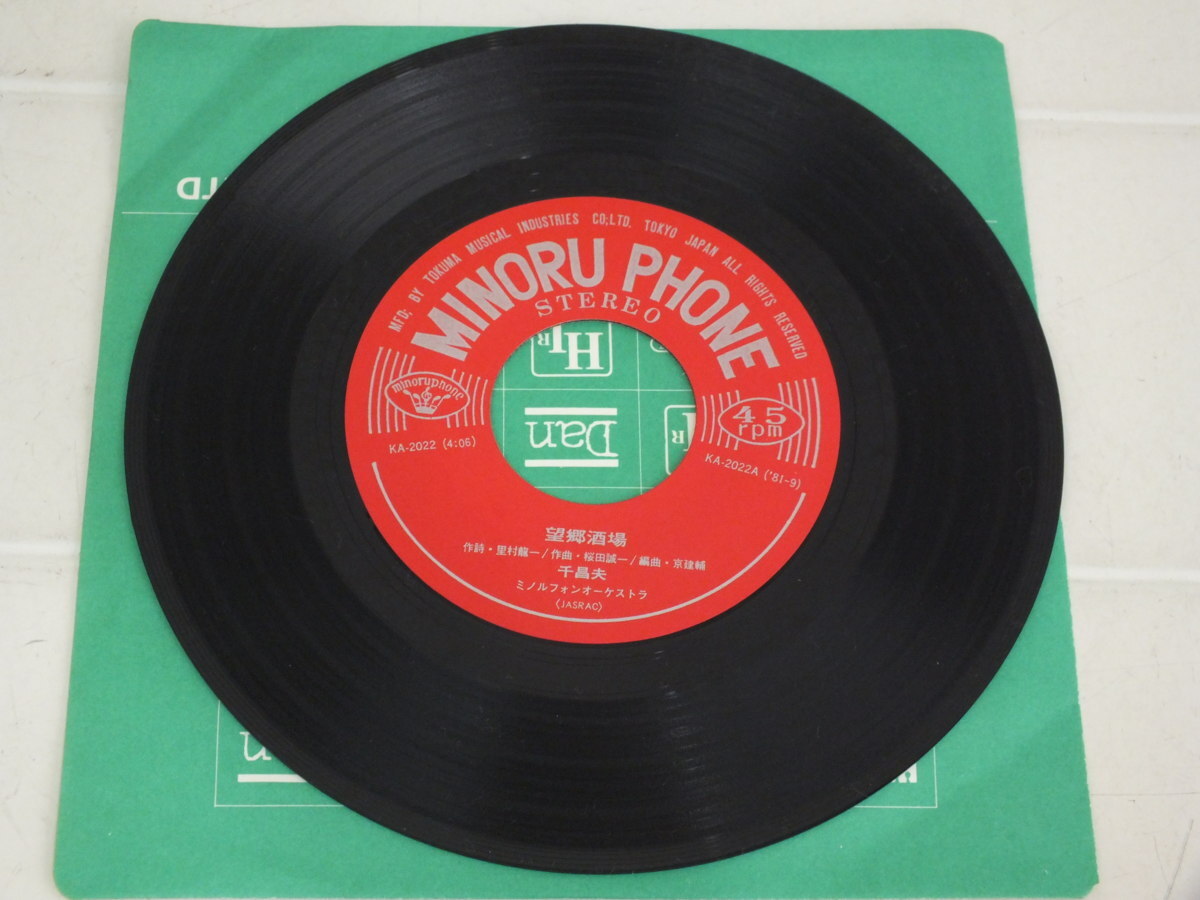 MFD; BY TOKUMA MUSICAL INDUSTRIES CO;LTD. TOKYO JAPAN ALL RIGHTS RESERVED
MINORU PHONE
STEREO
minoruphone
45
rpm
KA-2022 (4:06)
KA-2022A ('81-9)
望郷酒場
作詩・里村龍一/作曲・桜田誠一/編曲・京建輔
千昌夫
ミノルフォンオーケストラ
(JASRAC)
HIR
Dan